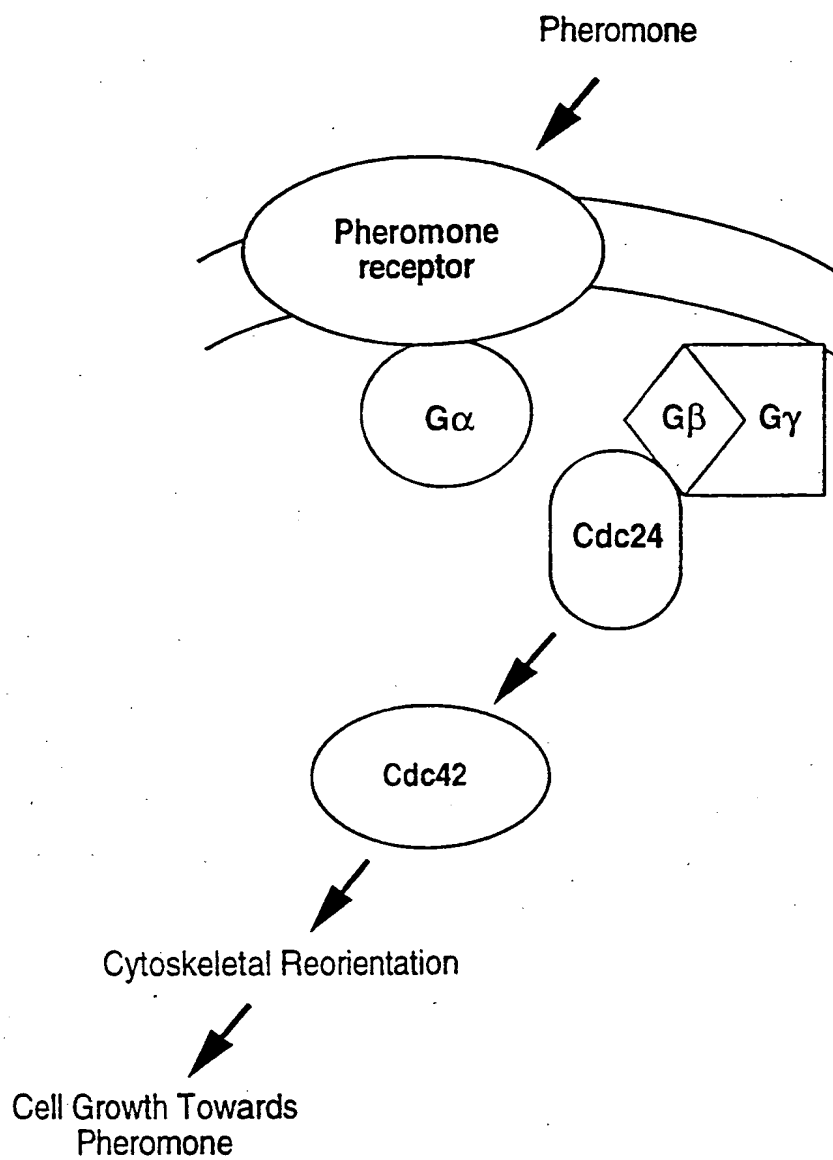 Pheromone
Pheromone
receptor
Gα
Gβ
Gγ
Cdc24
Cdc42
Cytoskeletal Reorientation
Cell Growth Towards
Pheromone